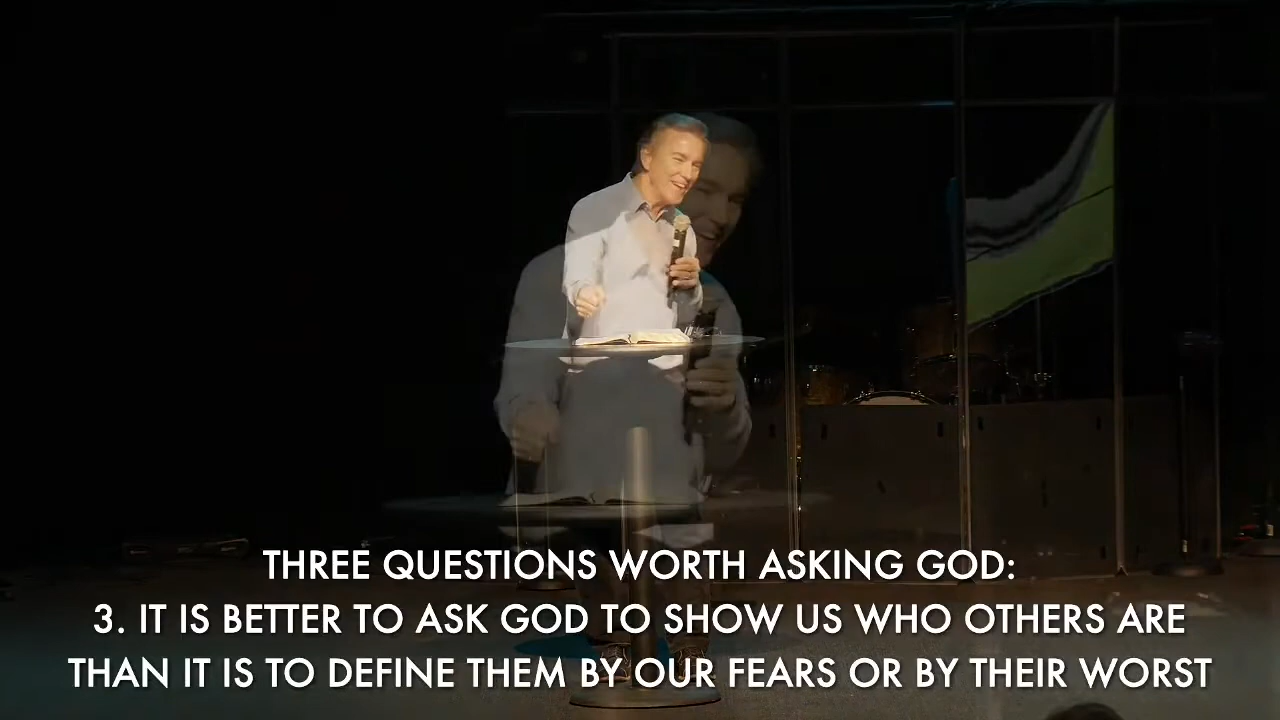 THREE QUESTIONS WORTH ASKING GOD:
3. IT IS BETTER TO ASK GOD TO SHOW US WHO OTHERS ARE
THAN IT IS TO DEFINE THEM BY OUR FEARS OR BY THEIR WORST